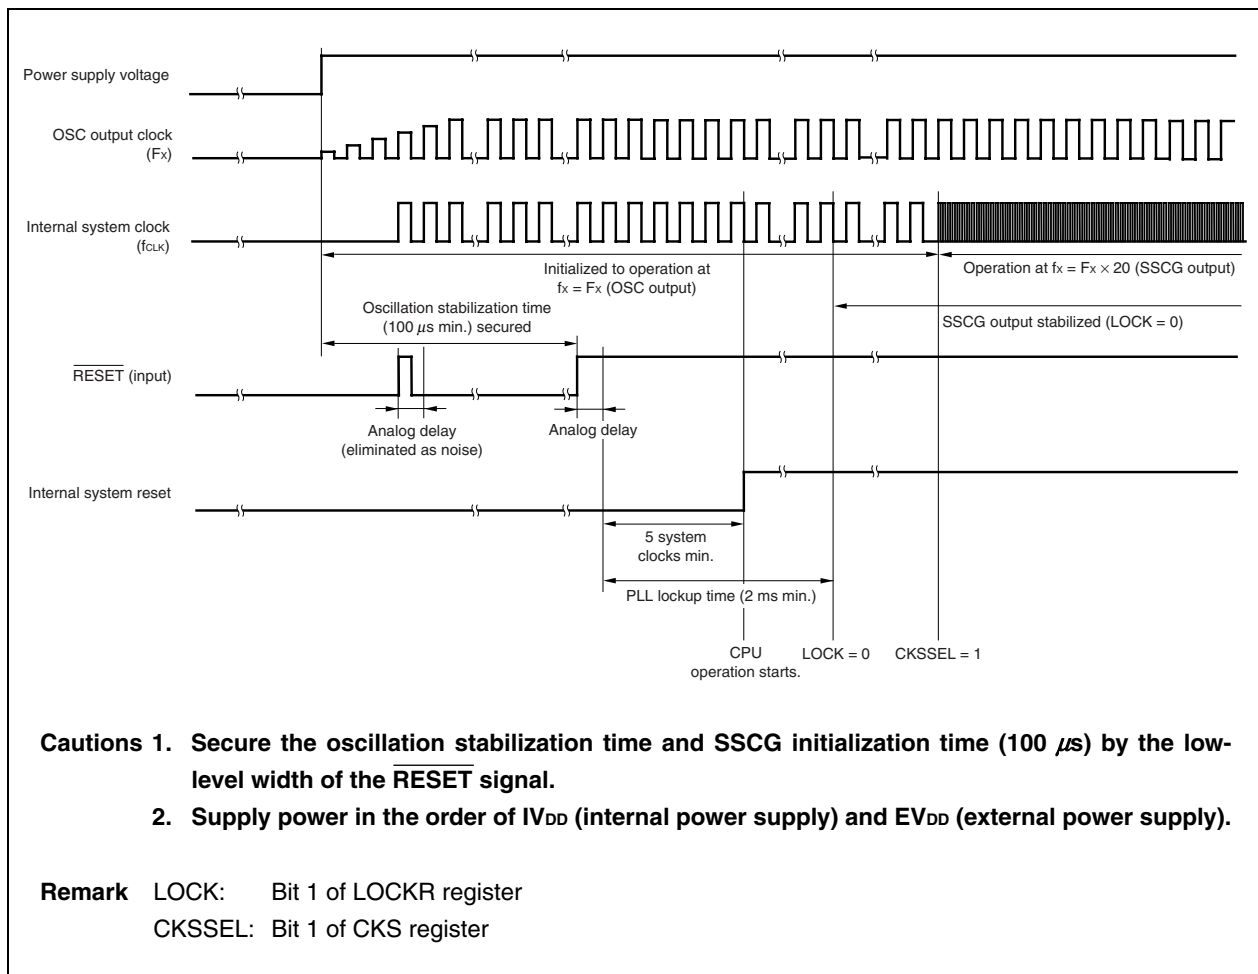 Power supply voltage
OSC output clock
(Fx)
Internal system clock
(fCLK)
Initialized to operation at
fx = Fx (OSC output)
Operation at fx = Fx × 20 (SSCG output)
Oscillation stabilization time
(100 μs min.) secured
SSCG output stabilized (LOCK = 0)
RESET (input)
Analog delay
(eliminated as noise)
Analog delay
Internal system reset
5 system
clocks min.
PLL lockup time (2 ms min.)
CPU
operation starts.
LOCK = 0
CKSSEL = 1
Cautions 1. Secure the oscillation stabilization time and SSCG initialization time (100 μs) by the low-
level width of the RESET signal.
2. Supply power in the order of IVDD (internal power supply) and EVDD (external power supply).
Remark LOCK: Bit 1 of LOCKR register
CKSSEL: Bit 1 of CKS register